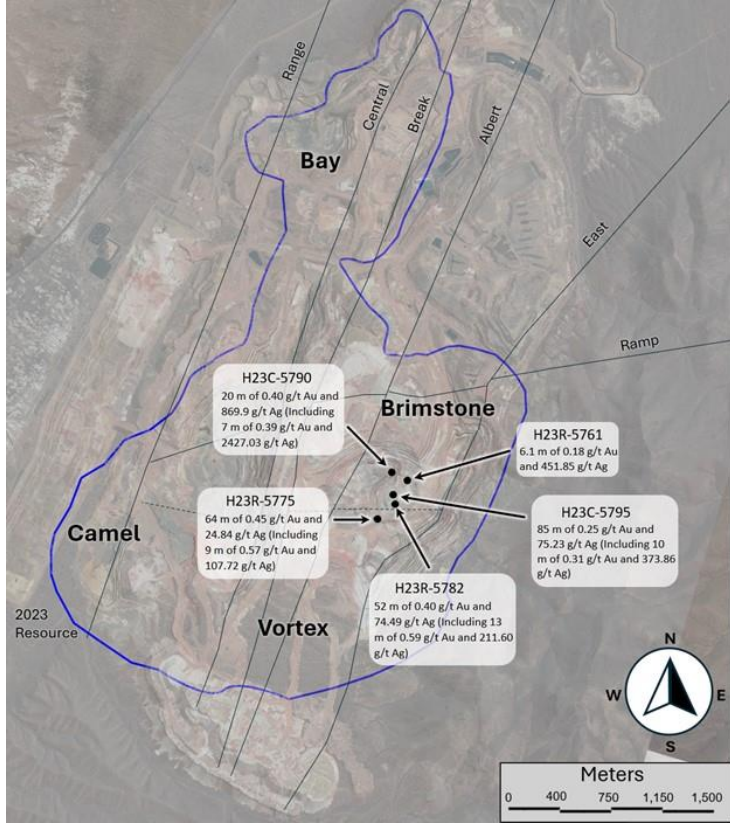 Range
Central
Break
Albert
Bay
East
Ramp
H23C-5790
20 m of 0.40 g/t Au and
869.9 g/t Ag (Including
7 m of 0.39 g/t Au and
2427.03 g/t Ag)
Brimstone
H23R-5761
6.1 m of 0.18 g/t Au
and 451.85 g/t Ag
Camel
H23R-5775
64 m of 0.45 g/t Au and
24.84 g/t Ag (Including
9 m of 0.57 g/t Au and
107.72 g/t Ag)
H23C-5795
85 m of 0.25 g/t Au and
75.23 g/t Ag (Including 10
m of 0.31 g/t Au and 373.86
g/t Ag)
H23R-5782
52 m of 0.40 g/t Au and
74.49 g/t Ag (Including 13
m of 0.59 g/t Au and 211.60
g/t Ag)
2023
Resource
Vortex
N
W
E
S
Meters
0 400 750 1,150 1,500